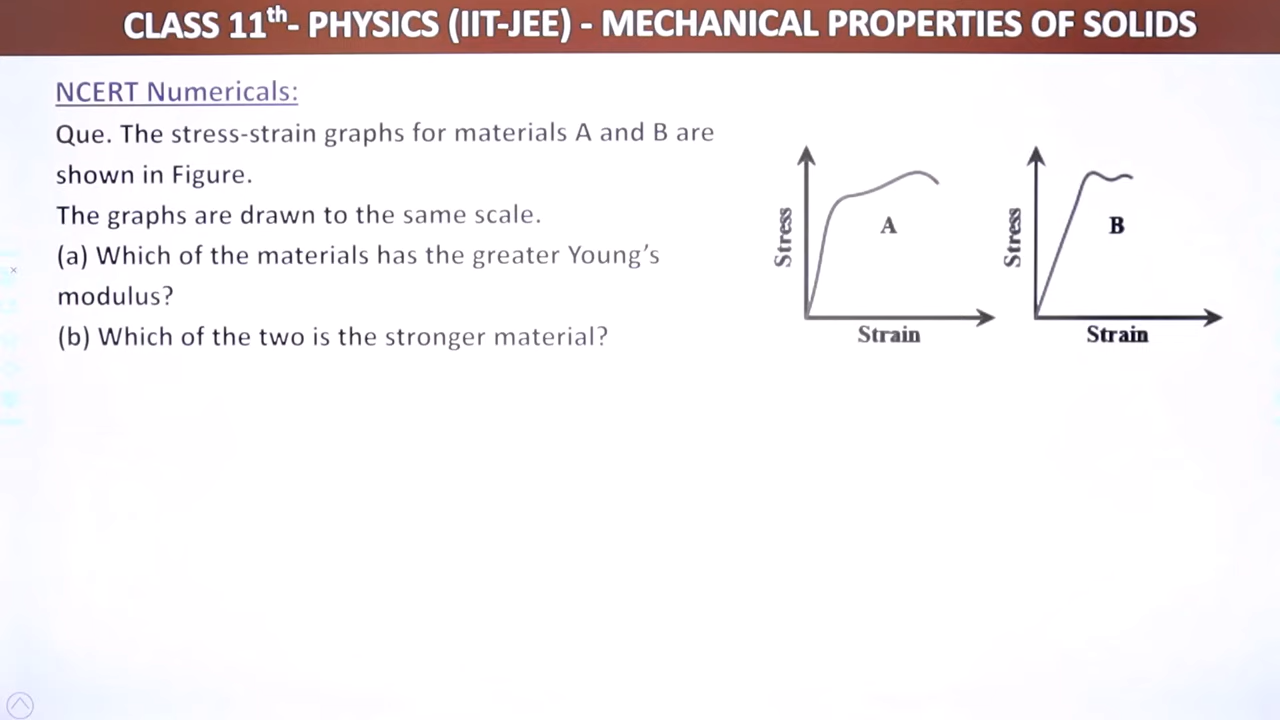 CLASS 11th- PHYSICS (IIT-JEE) - MECHANICAL PROPERTIES OF SOLIDS
NCERT Numericals:
Que. The stress-strain graphs for materials A and B are
shown in Figure.
The graphs are drawn to the same scale.
(a) Which of the materials has the greater Young's
modulus?
(b) Which of the two is the stronger material?
Stress
A
Strain
Stress
B
Strain